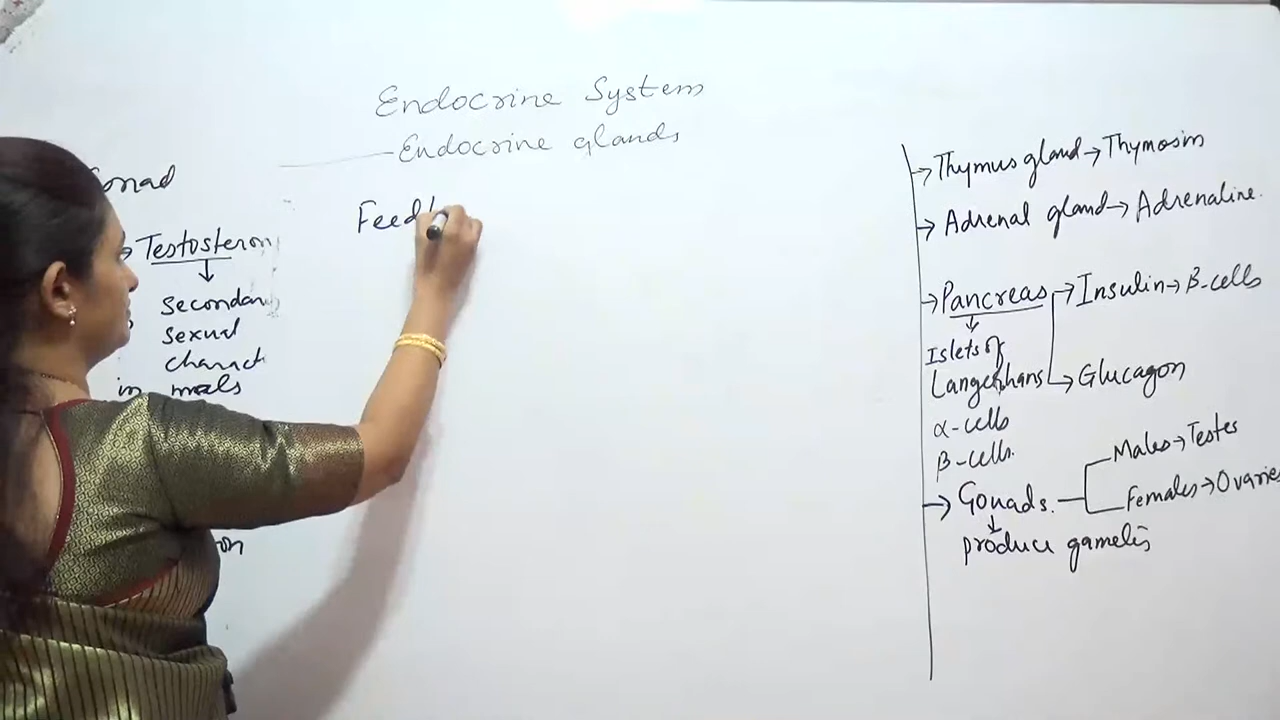 Endocrine System
Endocrine glands
Gonad
Testosteron
↓
Secondar
sexual
charact
in mals
on
Feed
→ Thymus gland → Thymosin
→ Adrenal gland → Adrenaline.
→ Pancreas → Insulin → β-cells
↓
Islets of
Langerhans → Glucagon
α-cells
β-cells.
→ Gonads.
Males → Testes
Females → Ovaries
↓
produce gametes